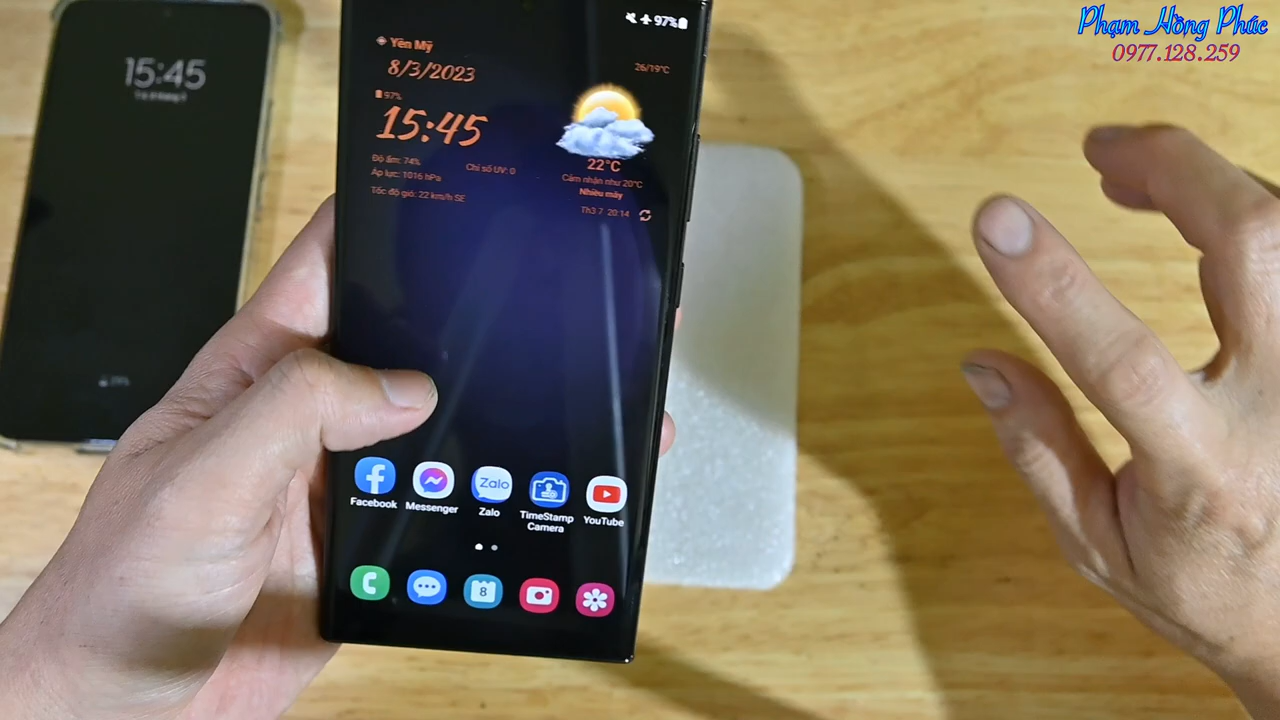 Phạm Hồng Phúc
0977.128.259
15:45
97%
Yên Mỹ
8/3/2023
26/19°C
97%
15:45
Độ ẩm: 74%
Chỉ số UV: 0
Áp lực: 1016 hPa
Tốc độ gió: 22 km/h SE
22°C
Cảm nhận như 20°C
Nhiều mây
Th3 7 20:14
Zalo
Facebook
Messenger
Zalo
TimeStamp
Camera
YouTube
8